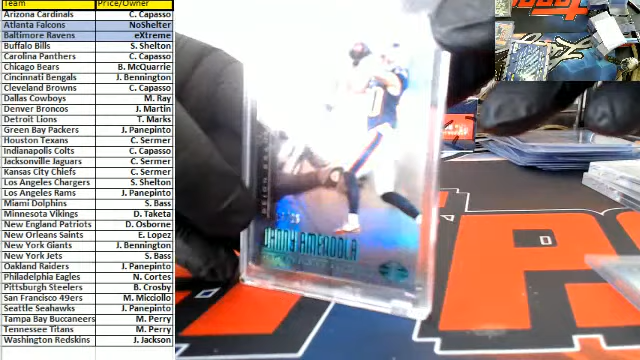 Team Price/Owner
Arizona Cardinals C. Capasso
Atlanta Falcons NoShelter
Baltimore Ravens eXtreme
Buffalo Bills S. Shelton
Carolina Panthers C. Capasso
Chicago Bears B. McQuarrie
Cincinnati Bengals J. Bennington
Cleveland Browns C. Capasso
Dallas Cowboys M. Ray
Denver Broncos J. Martin
Detroit Lions T. Marks
Green Bay Packers J. Panepinto
Houston Texans C. Sermer
Indianapolis Colts C. Capasso
Jacksonville Jaguars C. Sermer
Kansas City Chiefs C. Sermer
Los Angeles Chargers S. Shelton
Los Angeles Rams J. Panepinto
Miami Dolphins S. Bass
Minnesota Vikings D. Taketa
New England Patriots D. Osborne
New Orleans Saints E. Lopez
New York Giants J. Bennington
New York Jets S. Bass
Oakland Raiders J. Panepinto
Philadelphia Eagles N. Cortes
Pittsburgh Steelers B. Crosby
San Francisco 49ers M. Micciolo
Seattle Seahawks J. Panepinto
Tampa Bay Buccaneers M. Perry
Tennessee Titans M. Perry
Washington Redskins J. Jackson
DANNY AMENDOLA